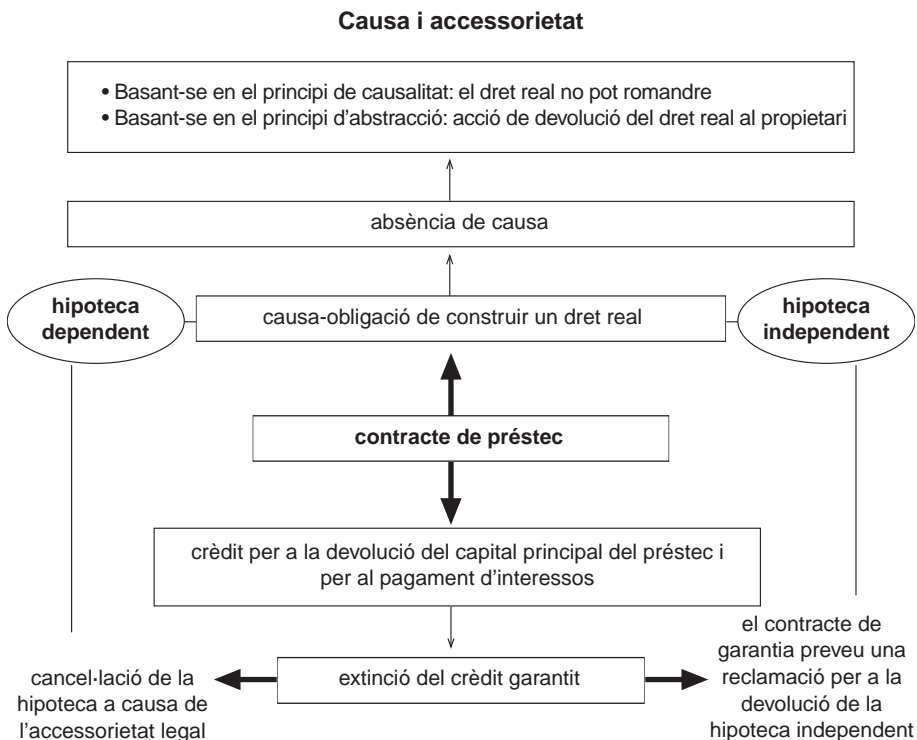 Causa i accessorietat
• Basant-se en el principi de causalitat: el dret real no pot romandre
• Basant-se en el principi d'abstracció: acció de devolució del dret real al propietari
absència de causa
hipoteca
dependent
causa-obligació de construir un dret real
hipoteca
independent
contracte de préstec
crèdit per a la devolució del capital principal del préstec i
per al pagament d'interessos
cancel·lació de la
hipoteca a causa de
l'accessorietat legal
extinció del crèdit garantit
el contracte de
garantia preveu una
reclamació per a la
devolució de la
hipoteca independent